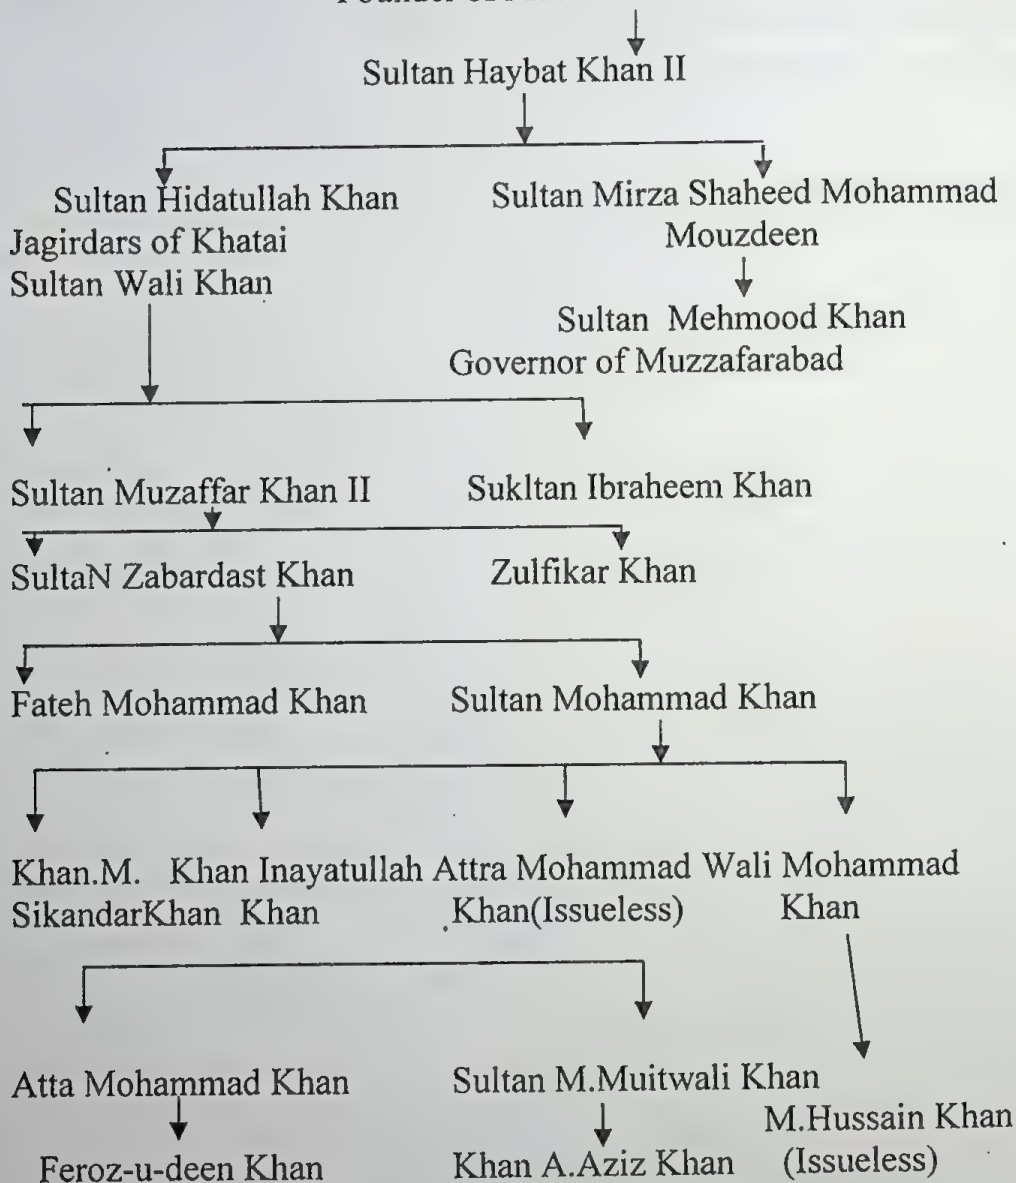 Sultan Haybat Khan II
Sultan Hidatullah Khan
Jagirdars of Khatai
Sultan Wali Khan
Sultan Mirza Shaheed Mohammad
Mouzdeen
Sultan Mehmood Khan
Governor of Muzzafarabad
Sultan Muzaffar Khan II
Sukltan Ibraheem Khan
SultaN Zabardast Khan
Zulfikar Khan
Fateh Mohammad Khan
Sultan Mohammad Khan
Khan.M.
SikandarKhan
Khan Inayatullah
Khan
Attra Mohammad
Khan(Issueless)
Wali Mohammad
Khan
Atta Mohammad Khan
Sultan M.Muitwali Khan
M.Hussain Khan
(Issueless)
Feroz-u-deen Khan
Khan A.Aziz Khan